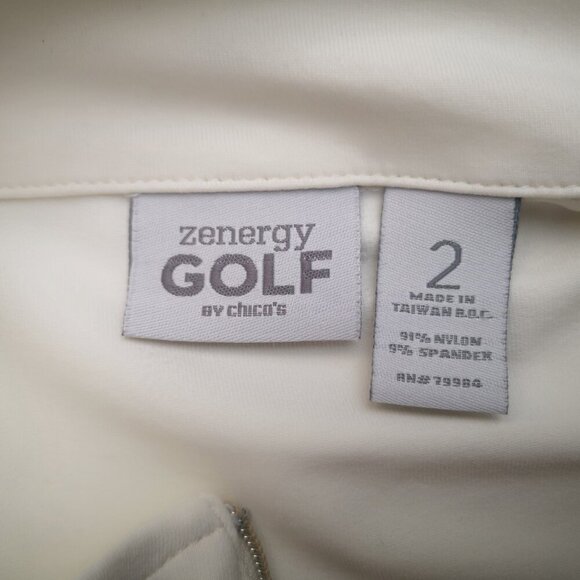 zenergy
GOLF
BY chico's
2
MADE IN
TAIWAN R.O.C.
91% NYLON
9% SPANDEX
RN# 79984